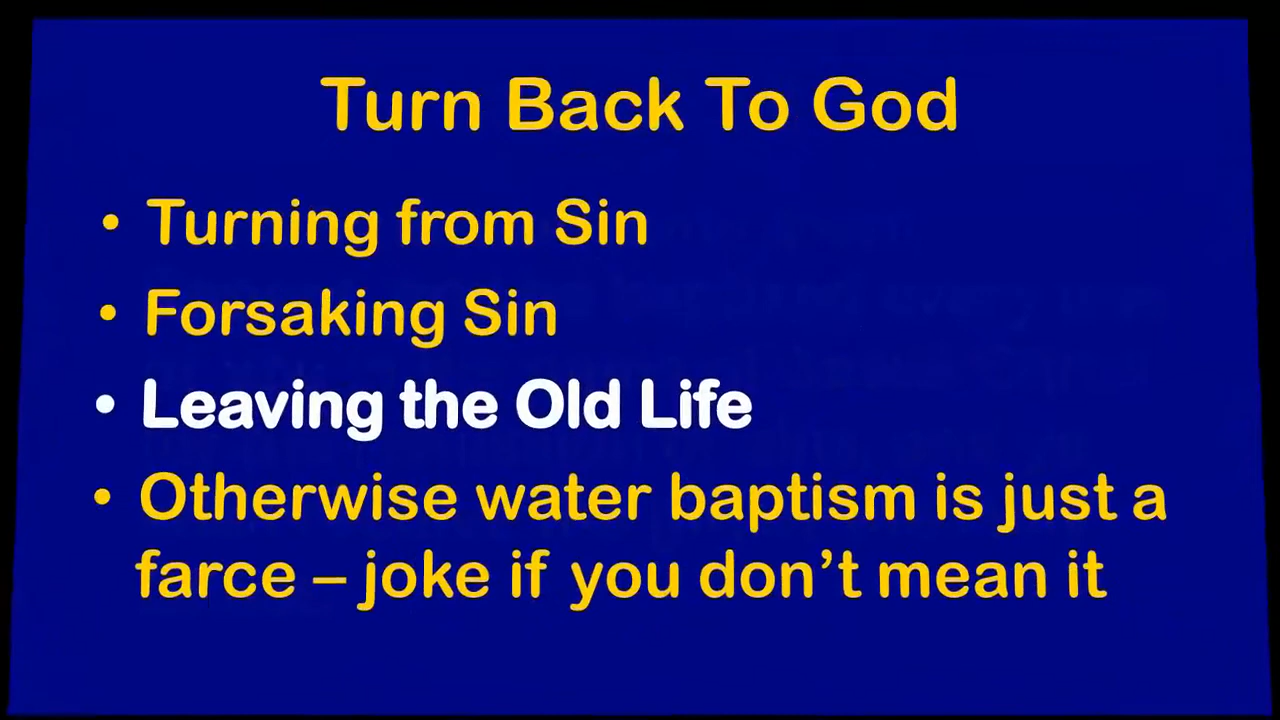 Turn Back To God
• Turning from Sin
• Forsaking Sin
• Leaving the Old Life
• Otherwise water baptism is just a
farce – joke if you don’t mean it